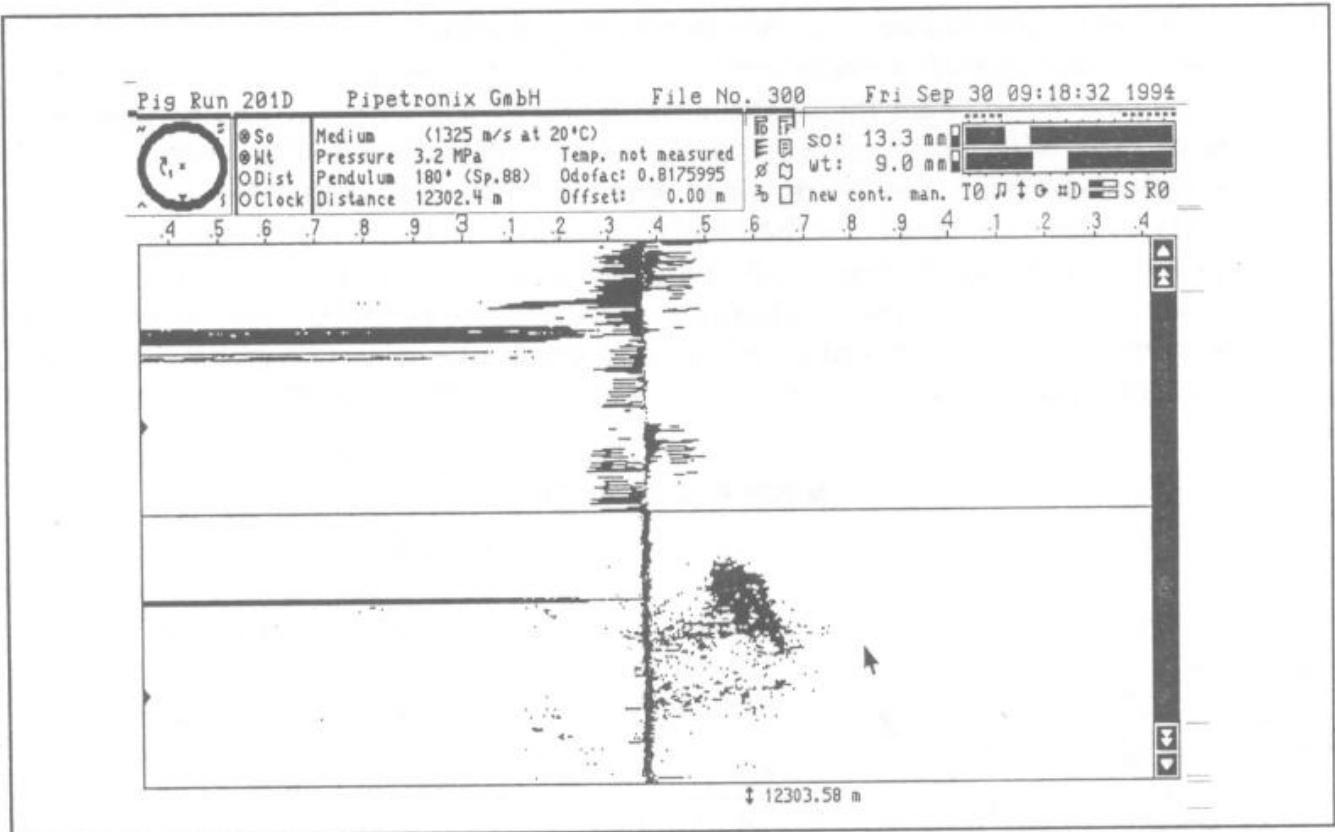 Pig Run 201D Pipetronix GmbH File No. 300 Fri Sep 30 09:18:32 1994
So Medium (1325 m/s at 20°C)
Wt Pressure 3.2 MPa Temp. not measured
Dist Pendulum 180° (Sp.88) Odofac: 0.8175995
Clock Distance 12302.4 m Offset: 0.00 m
so: 13.3 mm
wt: 9.0 mm
new cont. man. T0 D S R0
.4 .5 .6 .7 .8 .9 3 .1 .2 .3 .4 .5 .6 .7 .8 .9 4 .1 .2 .3 .4
↕ 12303.58 m